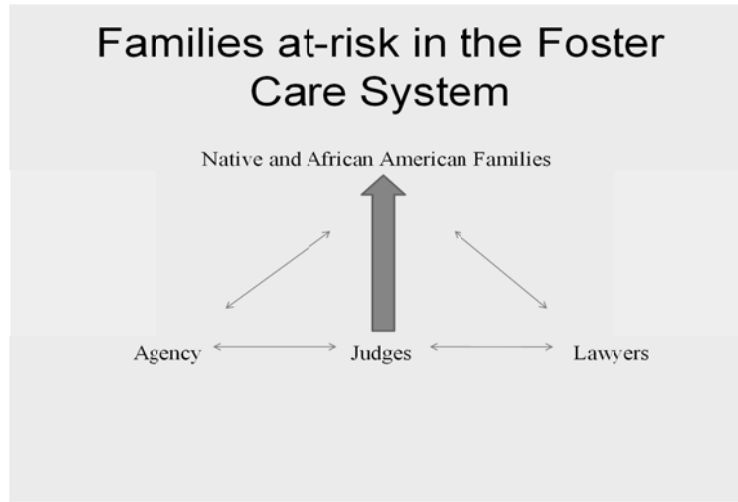 Families at-risk in the Foster
Care System
Native and African American Families
Agency
Judges
Lawyers